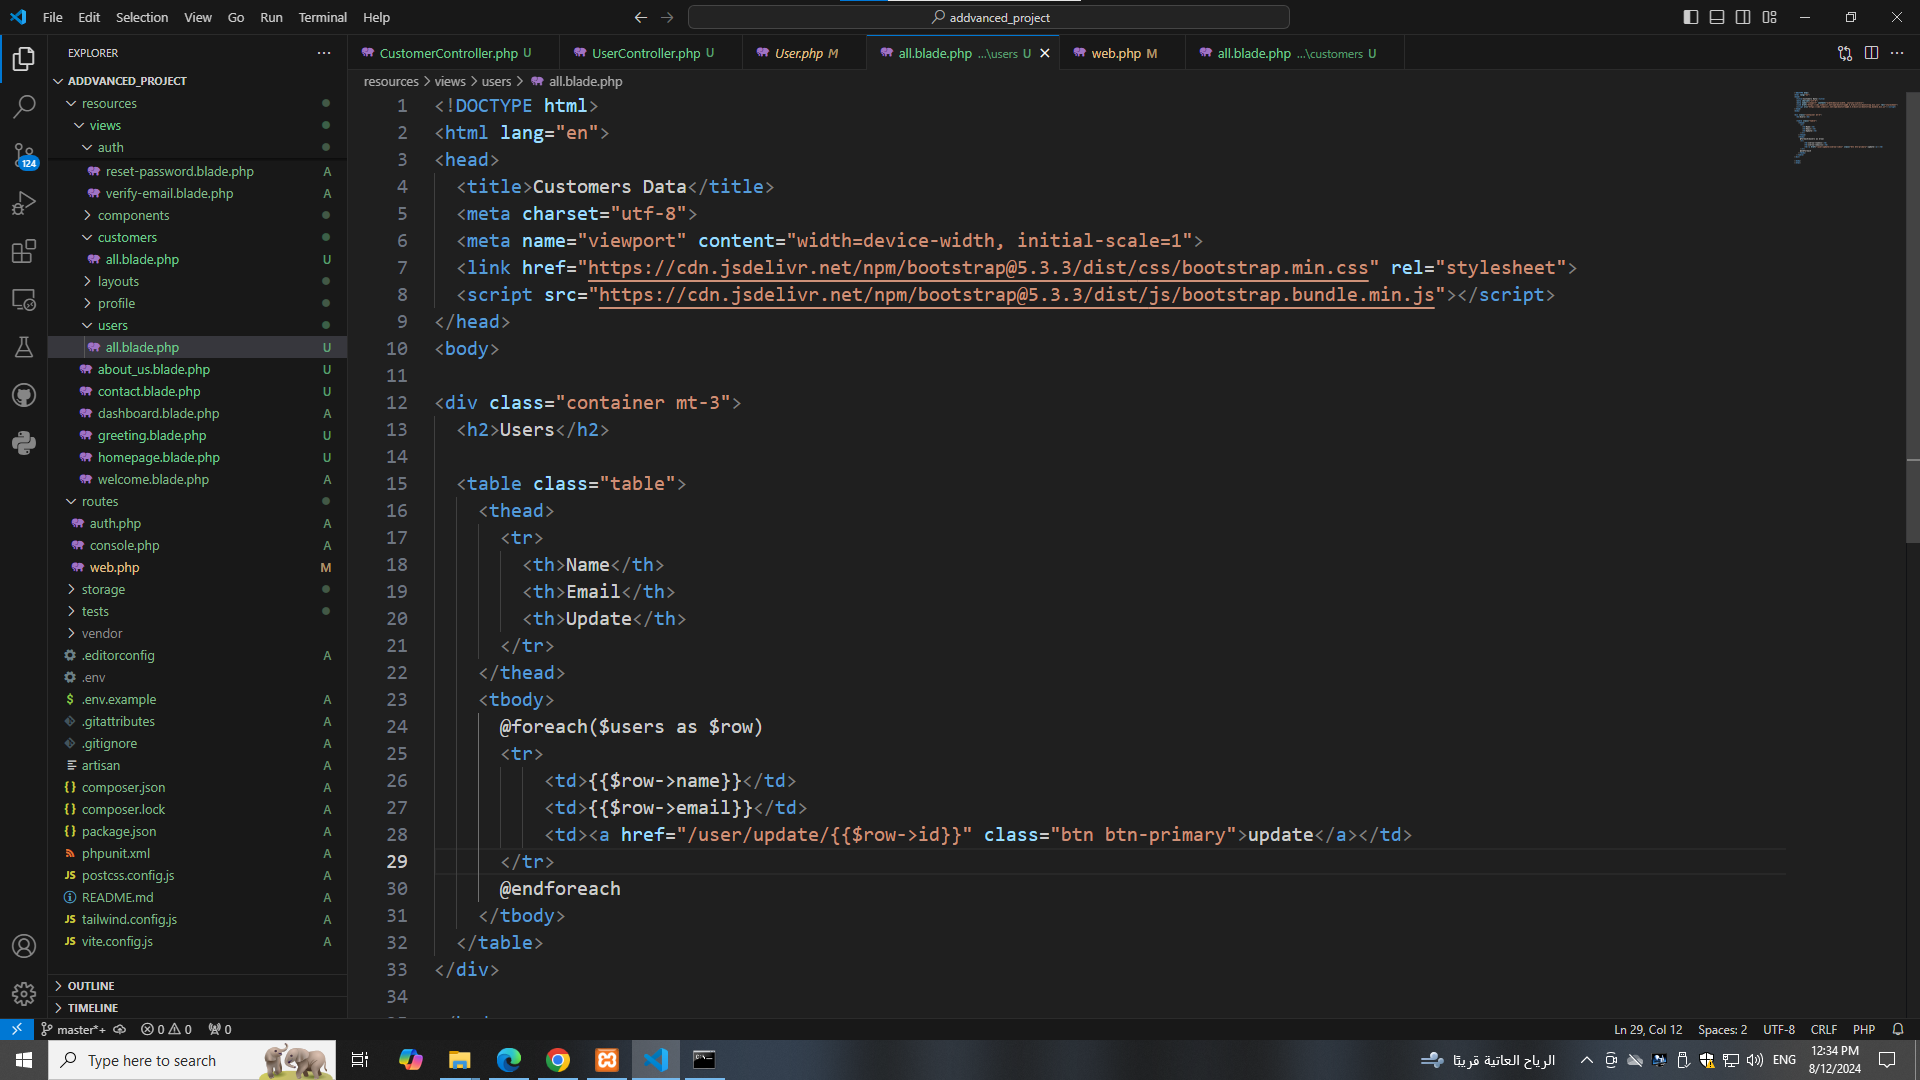 File Edit Selection View Go Run Terminal Help
addvanced_project
EXPLORER
CustomerController.php U
UserController.php U
User.php M
all.blade.php ...\users U
web.php M
all.blade.php ...\customers U
resources > views > users > all.blade.php
ADDVANCED_PROJECT
resources
views
auth
reset-password.blade.php A
verify-email.blade.php A
components
customers
all.blade.php U
layouts
profile
users
all.blade.php U
about_us.blade.php U
contact.blade.php U
dashboard.blade.php A
greeting.blade.php U
homepage.blade.php U
welcome.blade.php A
routes
auth.php A
console.php A
web.php M
storage
tests
vendor
.editorconfig A
.env
.env.example A
.gitattributes A
.gitignore A
artisan A
composer.json A
composer.lock A
package.json A
phpunit.xml A
postcss.config.js A
README.md A
tailwind.config.js A
vite.config.js A
OUTLINE
TIMELINE
124
1 <!DOCTYPE html>
2 <html lang="en">
3 <head>
4 <title>Customers Data</title>
5 <meta charset="utf-8">
6 <meta name="viewport" content="width=device-width, initial-scale=1">
7 <link href="https://cdn.jsdelivr.net/npm/bootstrap@5.3.3/dist/css/bootstrap.min.css" rel="stylesheet">
8 <script src="https://cdn.jsdelivr.net/npm/bootstrap@5.3.3/dist/js/bootstrap.bundle.min.js"></script>
9 </head>
10 <body>
11
12 <div class="container mt-3">
13 <h2>Users</h2>
14
15 <table class="table">
16 <thead>
17 <tr>
18 <th>Name</th>
19 <th>Email</th>
20 <th>Update</th>
21 </tr>
22 </thead>
23 <tbody>
24 @foreach($users as $row)
25 <tr>
26 <td>{{$row->name}}</td>
27 <td>{{$row->email}}</td>
28 <td><a href="/user/update/{{$row->id}}" class="btn btn-primary">update</a></td>
29 </tr>
30 @endforeach
31 </tbody>
32 </table>
33 </div>
34
master*+ 0 0 0
Ln 29, Col 12 Spaces: 2 UTF-8 CRLF PHP
Type here to search
الرياح العاتية قريبًا
ENG
12:34 PM
8/12/2024